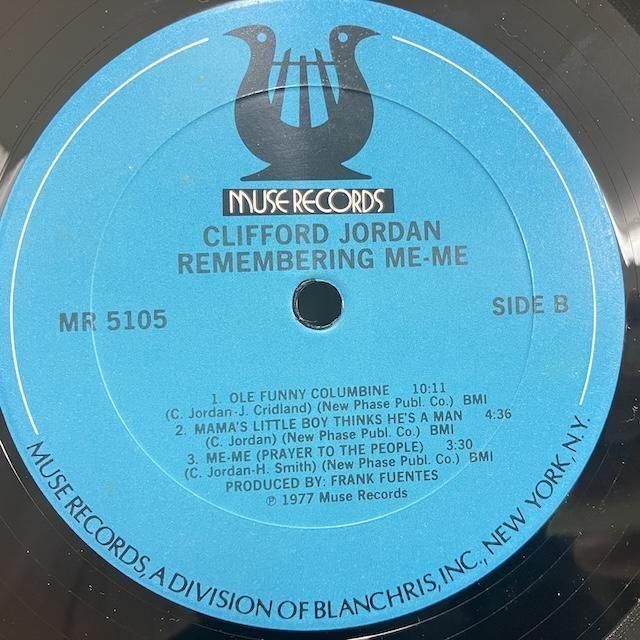 MUSE RECORDS
CLIFFORD JORDAN
REMEMBERING ME-ME
MR 5105
SIDE B
1. OLE FUNNY COLUMBINE 10:11
(C. Jordan-J. Cridland) (New Phase Publ. Co.) BMI
2. MAMA'S LITTLE BOY THINKS HE'S A MAN 4:36
(C. Jordan) (New Phase Publ. Co.) BMI
3. ME-ME (PRAYER TO THE PEOPLE) 3:30
(C. Jordan-H. Smith) (New Phase Publ. Co.) BMI
PRODUCED BY: FRANK FUENTES
℗ 1977 Muse Records
MUSE RECORDS, A DIVISION OF BLANCHRIS, INC., NEW YORK, N.Y.